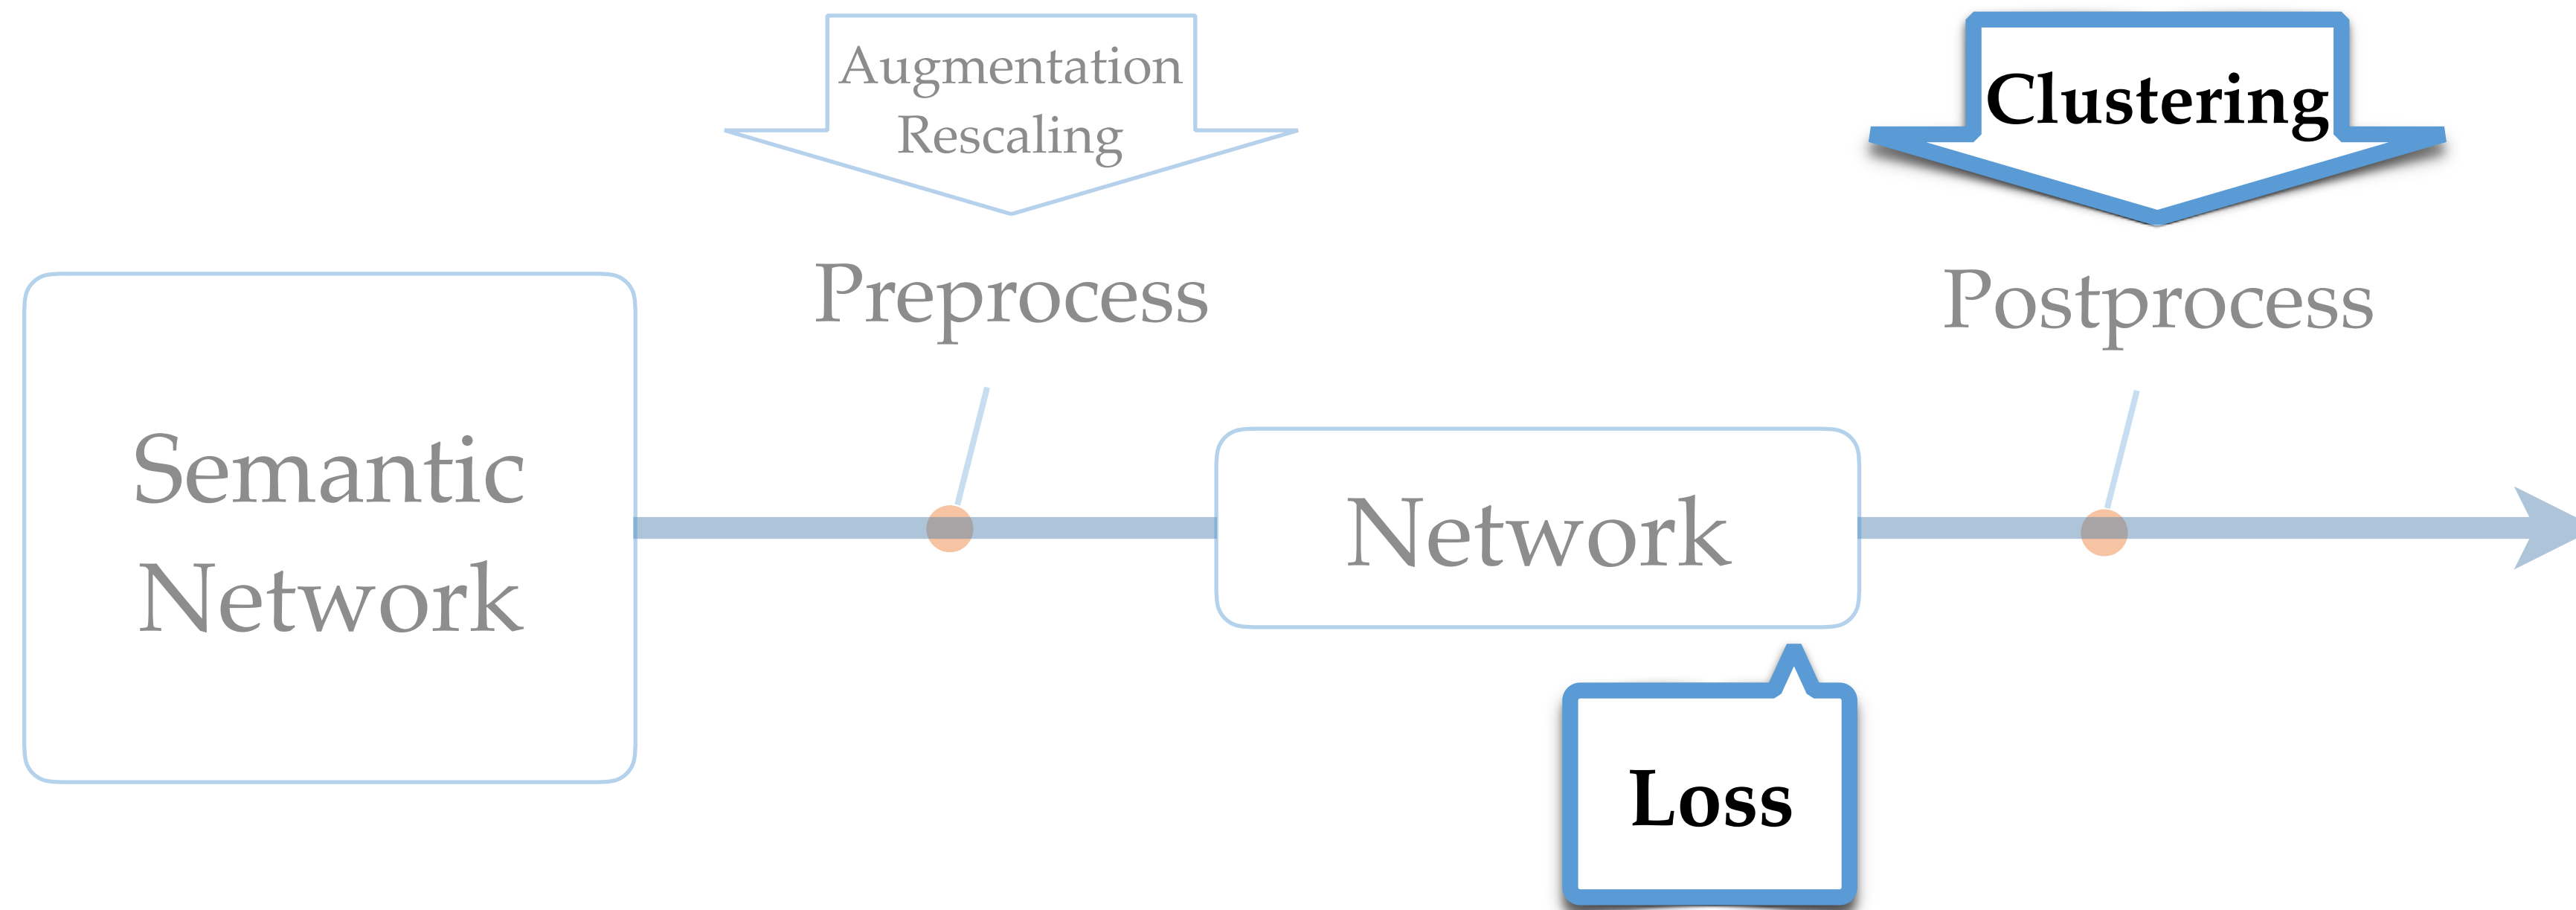 Augmentation
Rescaling
Clustering
Preprocess
Postprocess
Semantic
Network
Network
Loss